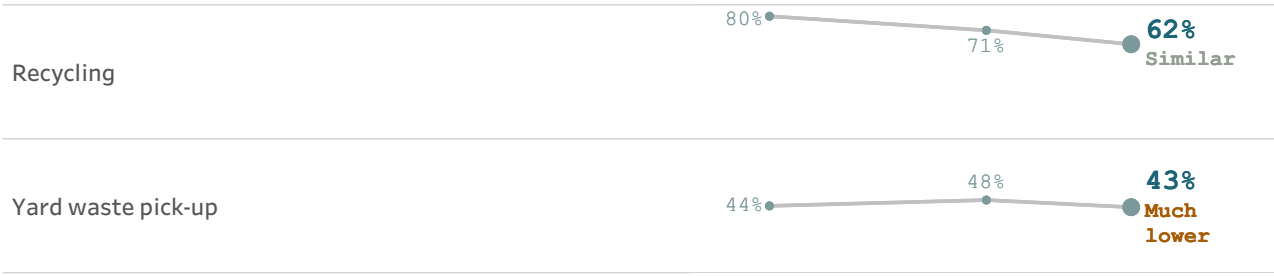 80%
62%
71%
Similar
Recycling
48%
43%
44%
Yard waste pick-up
Much
lower